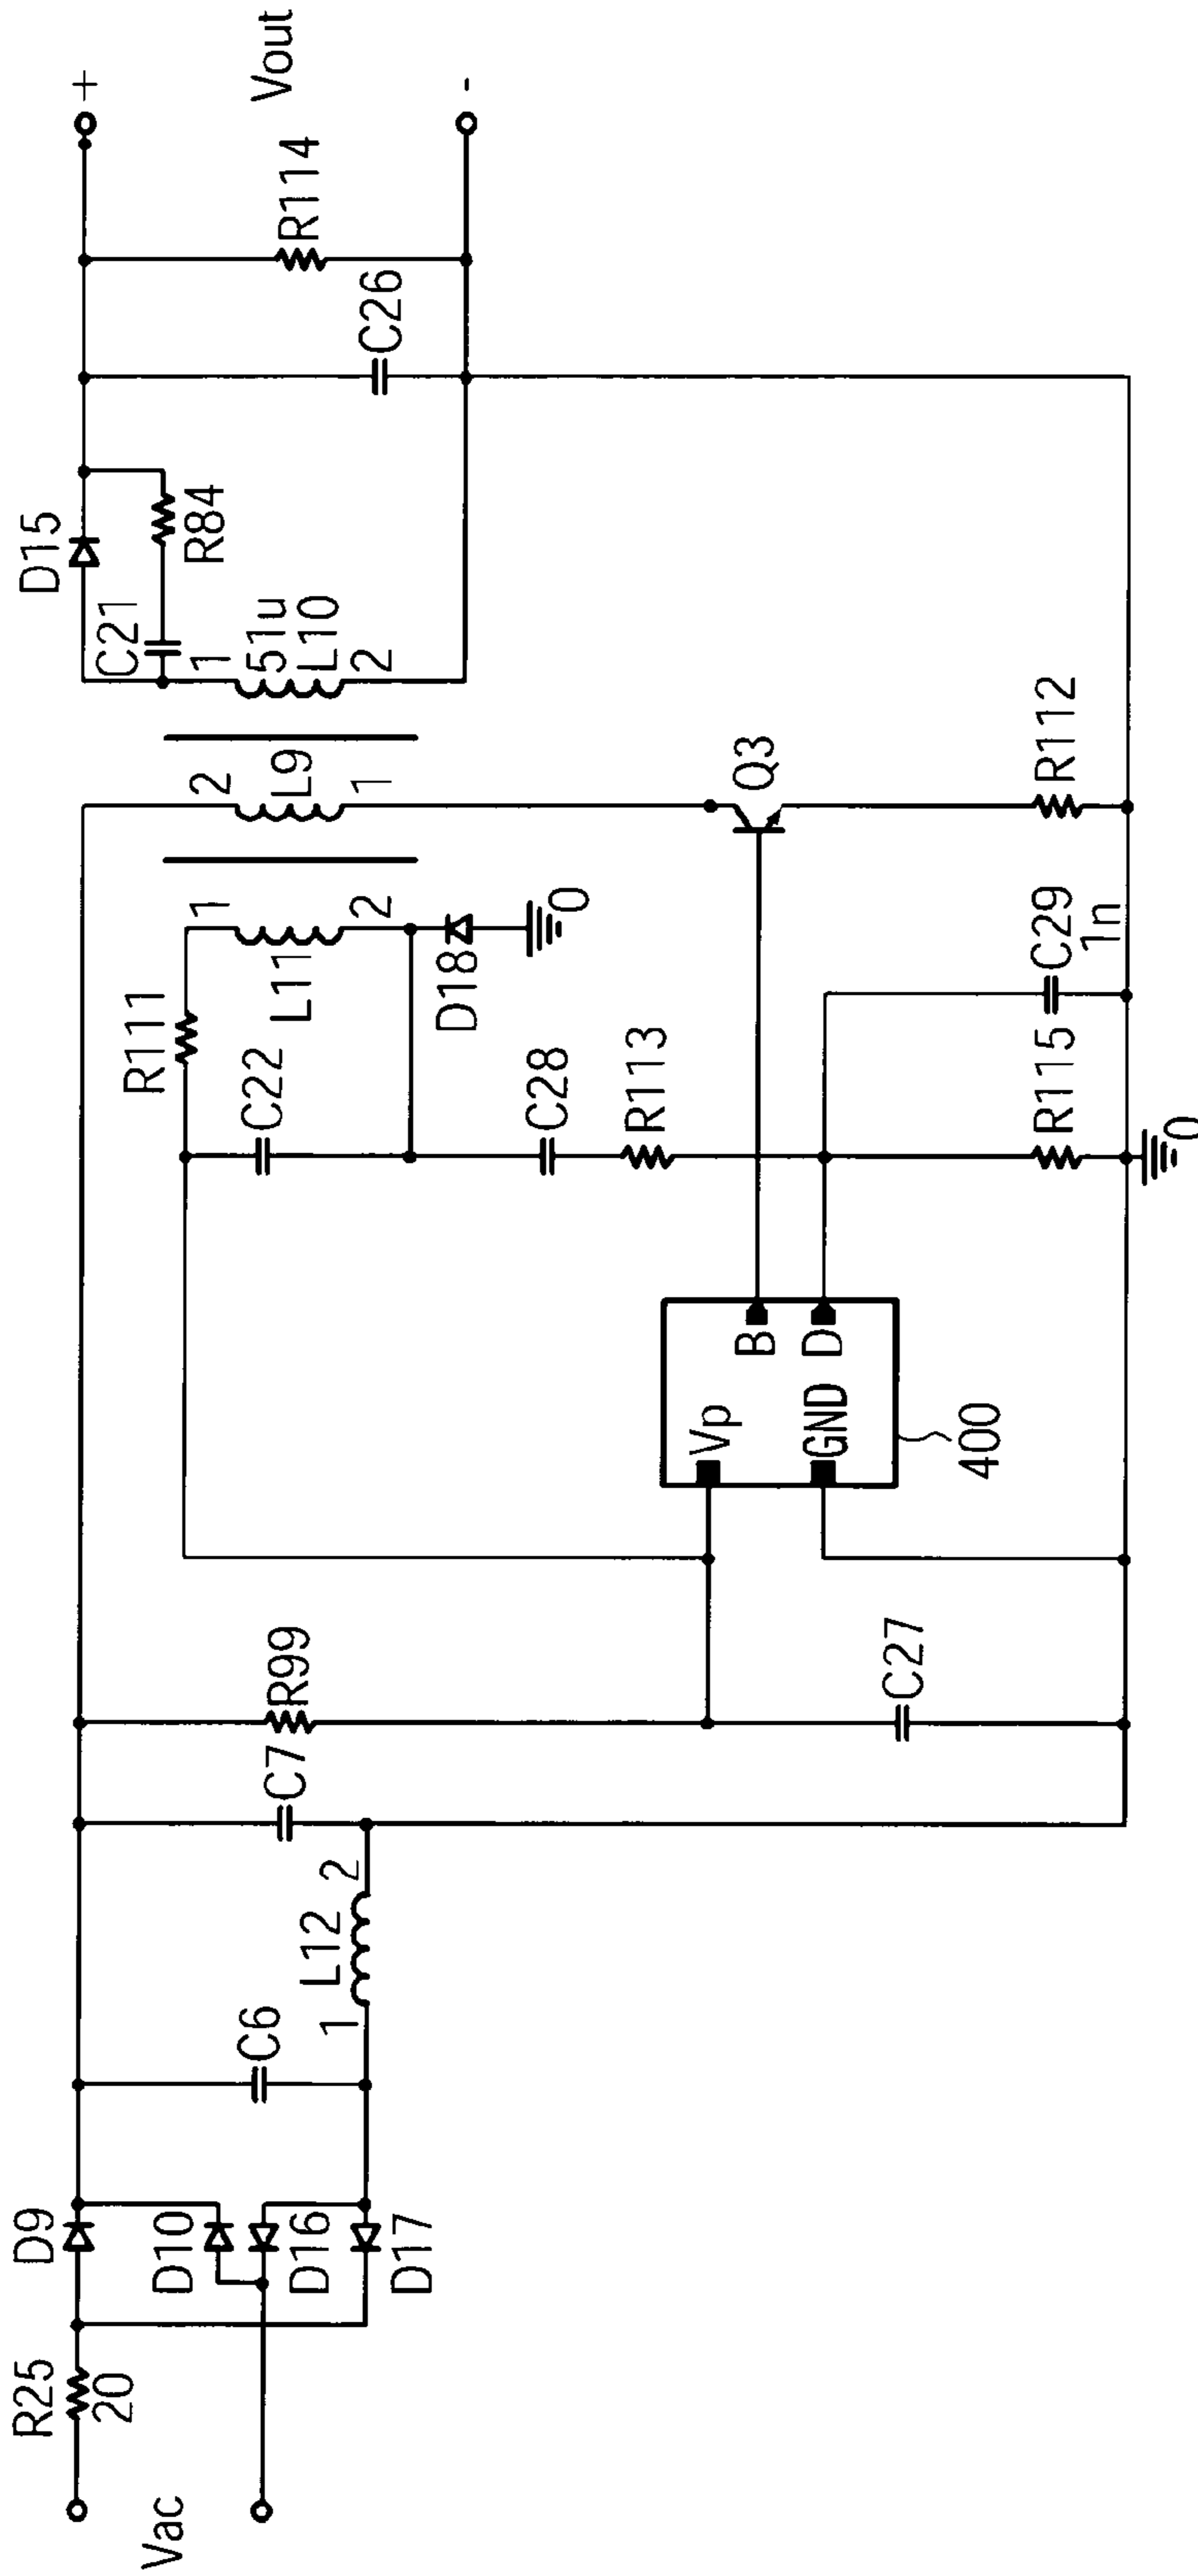 Vac
R25
20
D9
D10
D16
D17
C6
1
L12
2
C7
R99
C27
Vp
GND
B
D
400
R111
C22
C28
R113
R115
0
C29
1n
1
L11
2
D18
0
2
L9
1
Q3
R112
D15
C21
R84
1
51u
L10
2
C26
R114
+
Vout
-